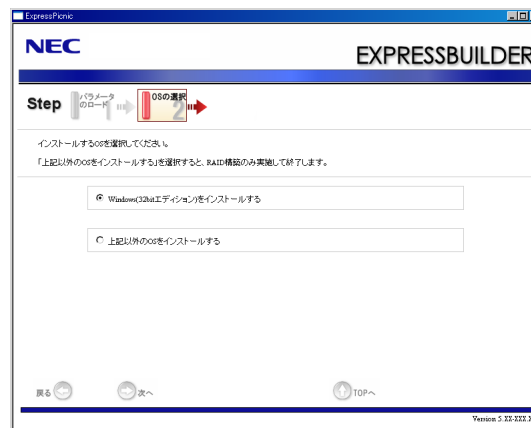 ExpressPicnic
NEC
EXPRESSBUILDER
Step
パラメータ
のロード
1
OSの選択
2
インストールするOSを選択してください。
「上記以外のOSをインストールする」を選択すると、RAID構築のみ実施して終了します。
Windows(32bitエディション)をインストールする
上記以外のOSをインストールする
戻る
次へ
TOPへ
Version 5.XX-XXX.X